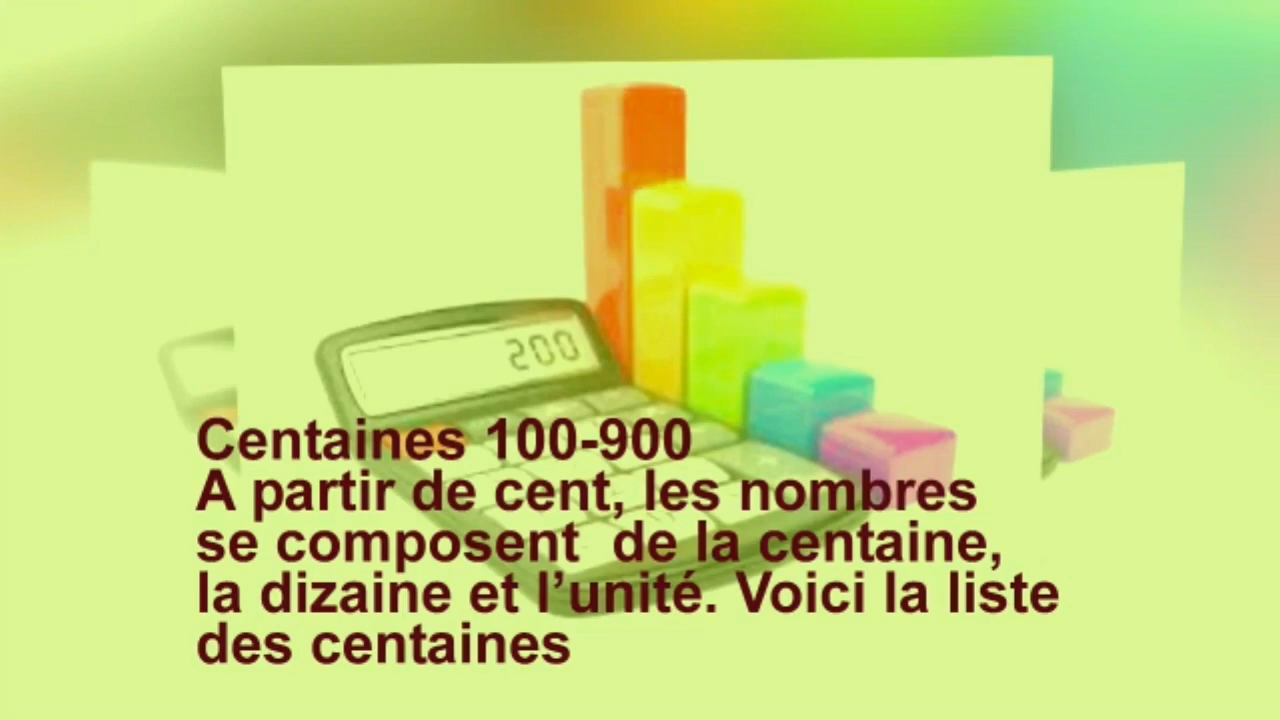 200
Centaines 100-900
A partir de cent, les nombres
se composent  de la centaine,
la dizaine et l’unité. Voici la liste
des centaines